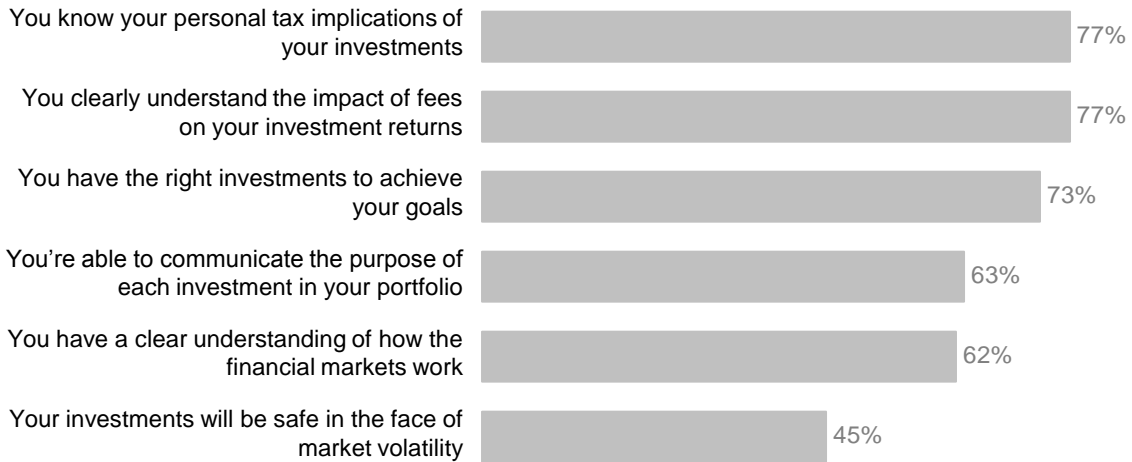 You know your personal tax implications of
your investments
77%
You clearly understand the impact of fees
on your investment returns
77%
You have the right investments to achieve
your goals
73%
You’re able to communicate the purpose of
each investment in your portfolio
63%
You have a clear understanding of how the
financial markets work
62%
Your investments will be safe in the face of
market volatility
45%